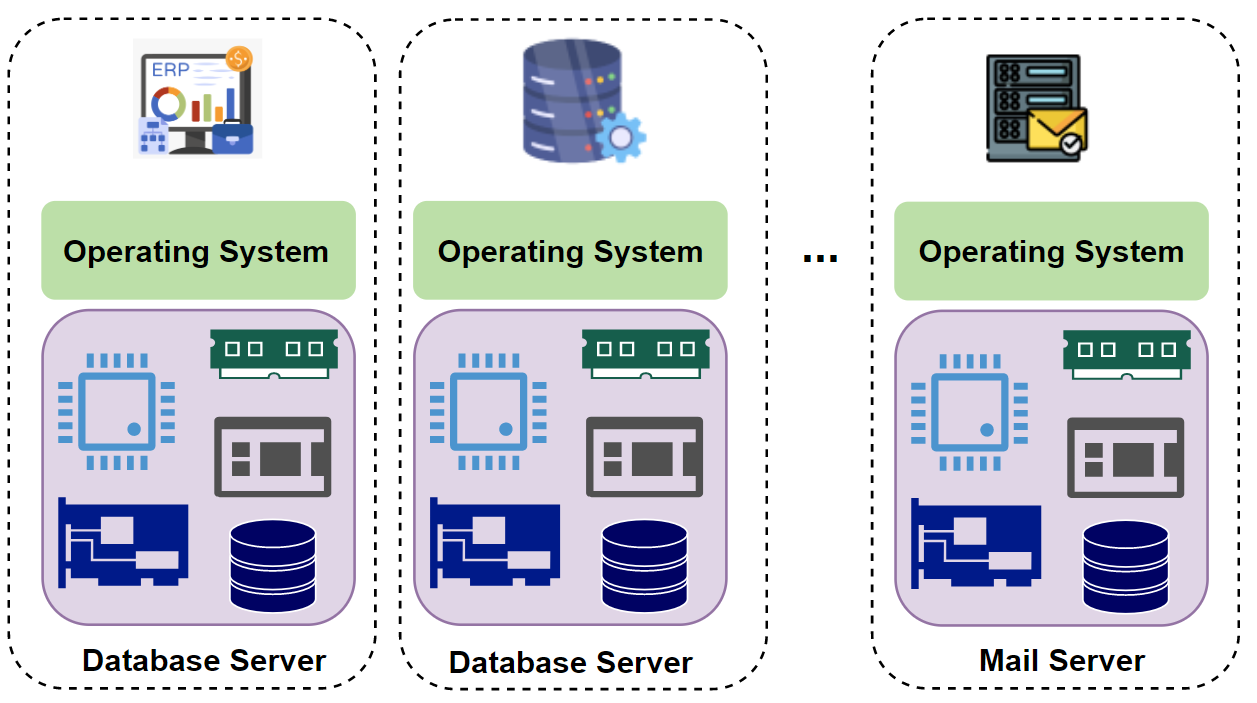 ERP
Operating System
Operating System
...
Operating System
Database Server
Database Server
Mail Server